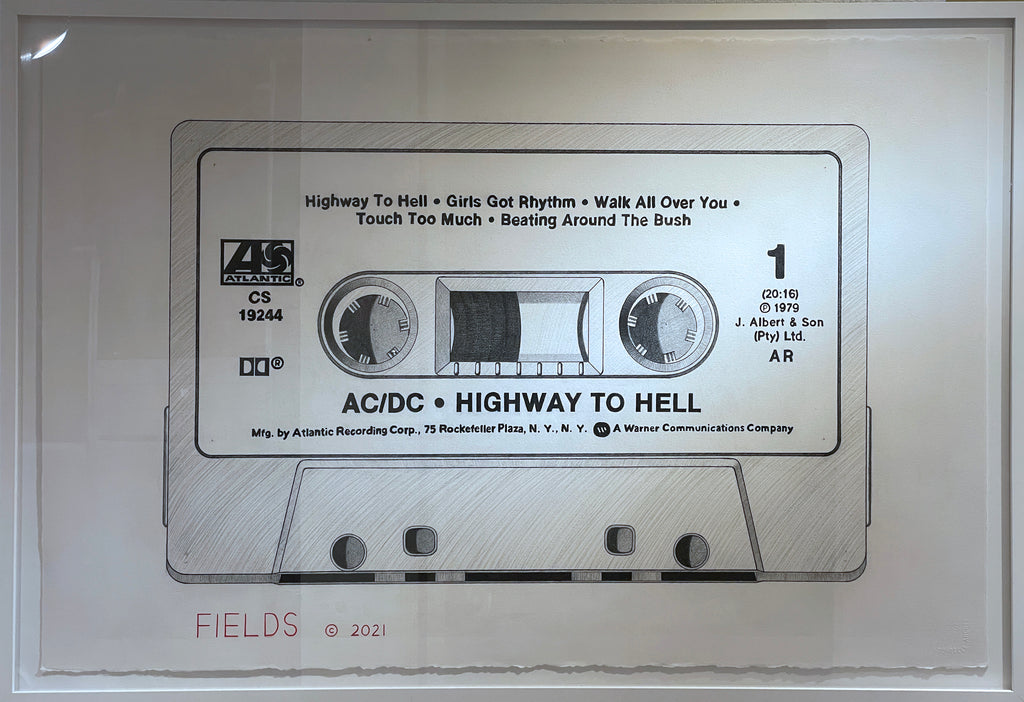 Highway To Hell • Girls Got Rhythm • Walk All Over You •
Touch Too Much • Beating Around The Bush
ATLANTIC®
CS
19244
®
1
(20:16)
℗ 1979
J. Albert & Son
(Pty) Ltd.
AR
AC/DC • HIGHWAY TO HELL
Mfg. by Atlantic Recording Corp., 75 Rockefeller Plaza, N. Y., N. Y. A Warner Communications Company
FIELDS © 2021